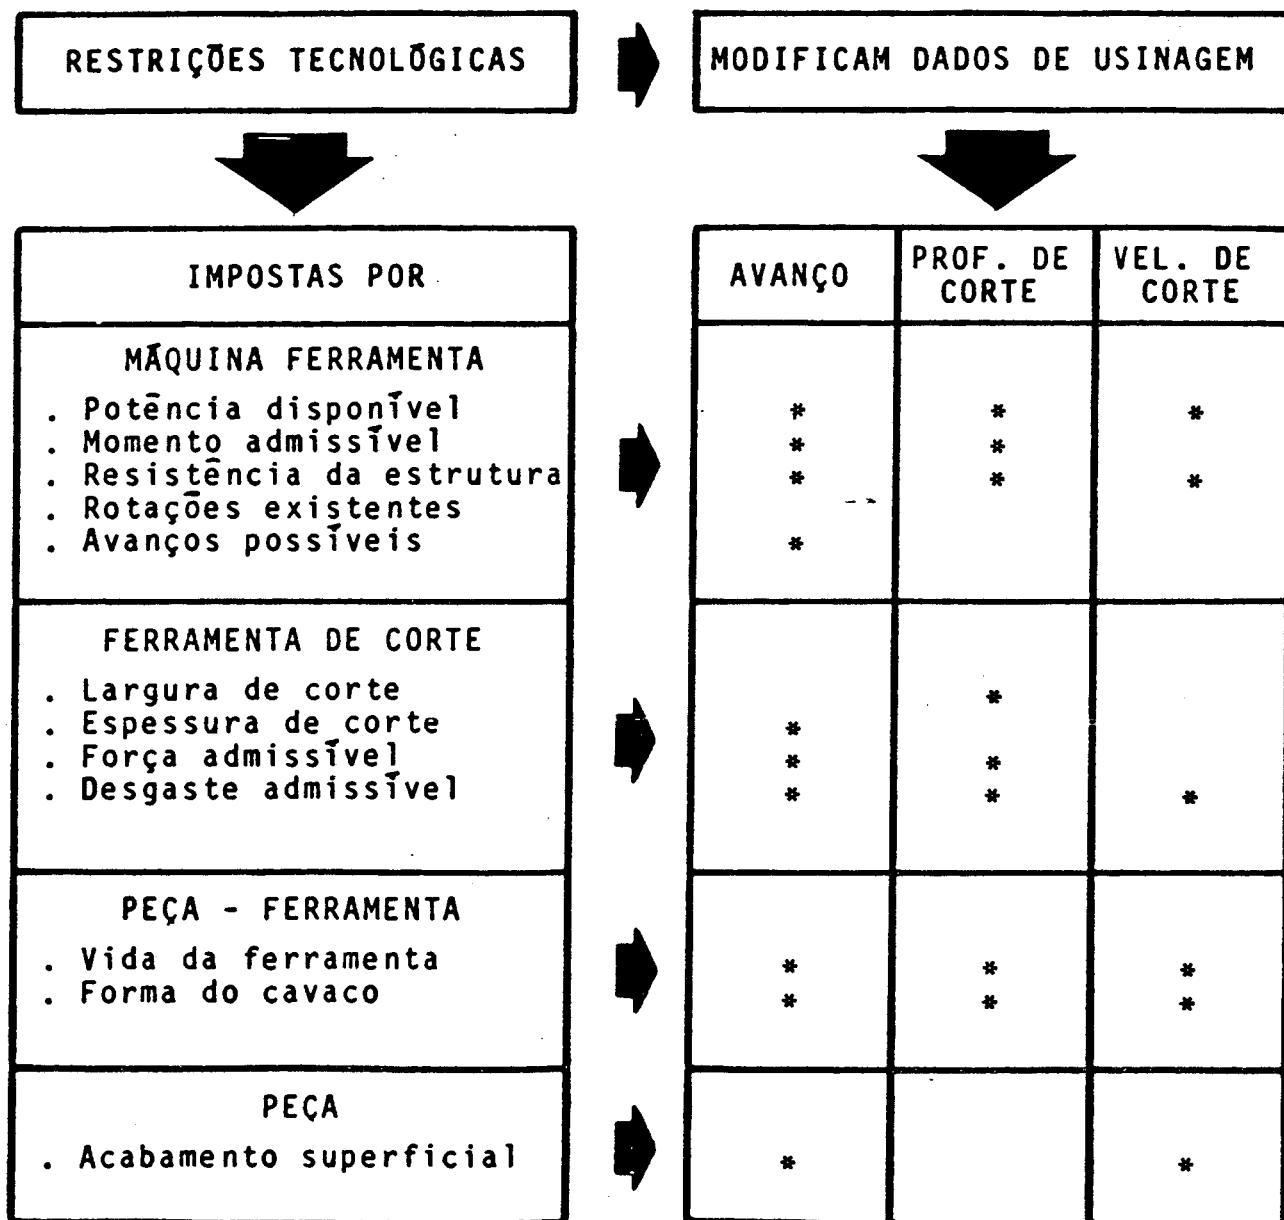 RESTRIÇÕES TECNOLÓGICAS
MODIFICAM DADOS DE USINAGEM
IMPOSTAS POR
AVANÇO
PROF. DE
CORTE
VEL. DE
CORTE
MÁQUINA FERRAMENTA
. Potência disponível * * *
. Momento admissível * *
. Resistência da estrutura * * *
. Rotações existentes
. Avanços possíveis *
FERRAMENTA DE CORTE
. Largura de corte *
. Espessura de corte *
. Força admissível * *
. Desgaste admissível * * *
PEÇA - FERRAMENTA
. Vida da ferramenta * * *
. Forma do cavaco * * *
PEÇA
. Acabamento superficial * *